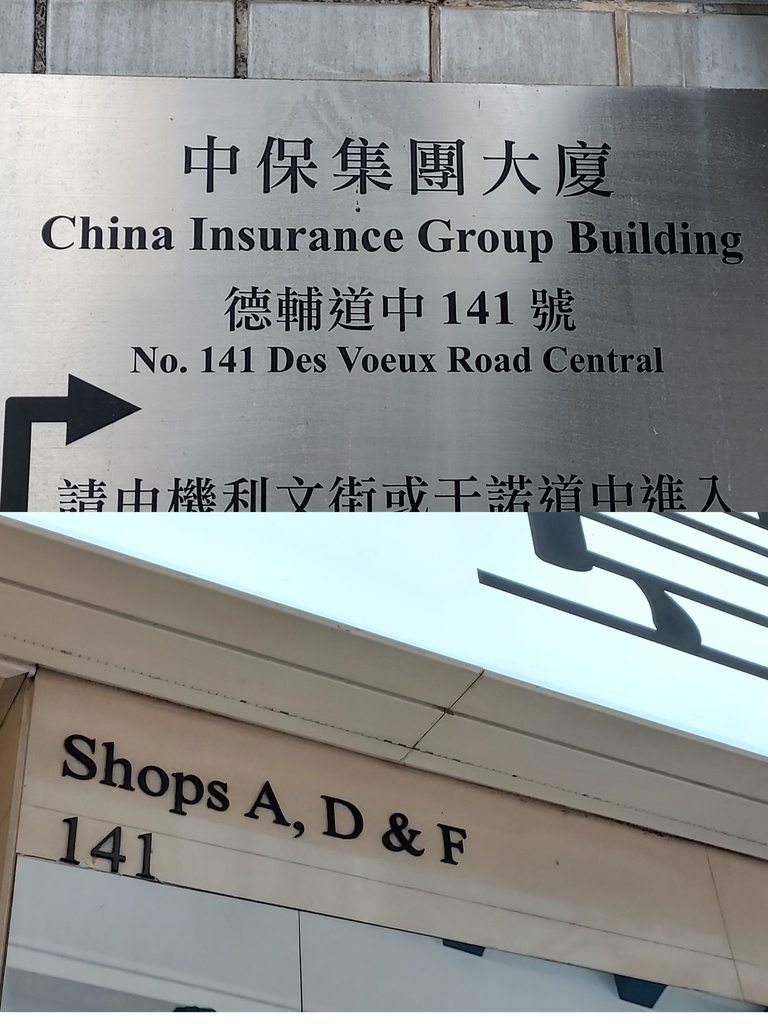 中保集團大廈
China Insurance Group Building
德輔道中 141 號
No. 141 Des Voeux Road Central
請由機利文街或干諾道中進入
Shops A, D & F
141